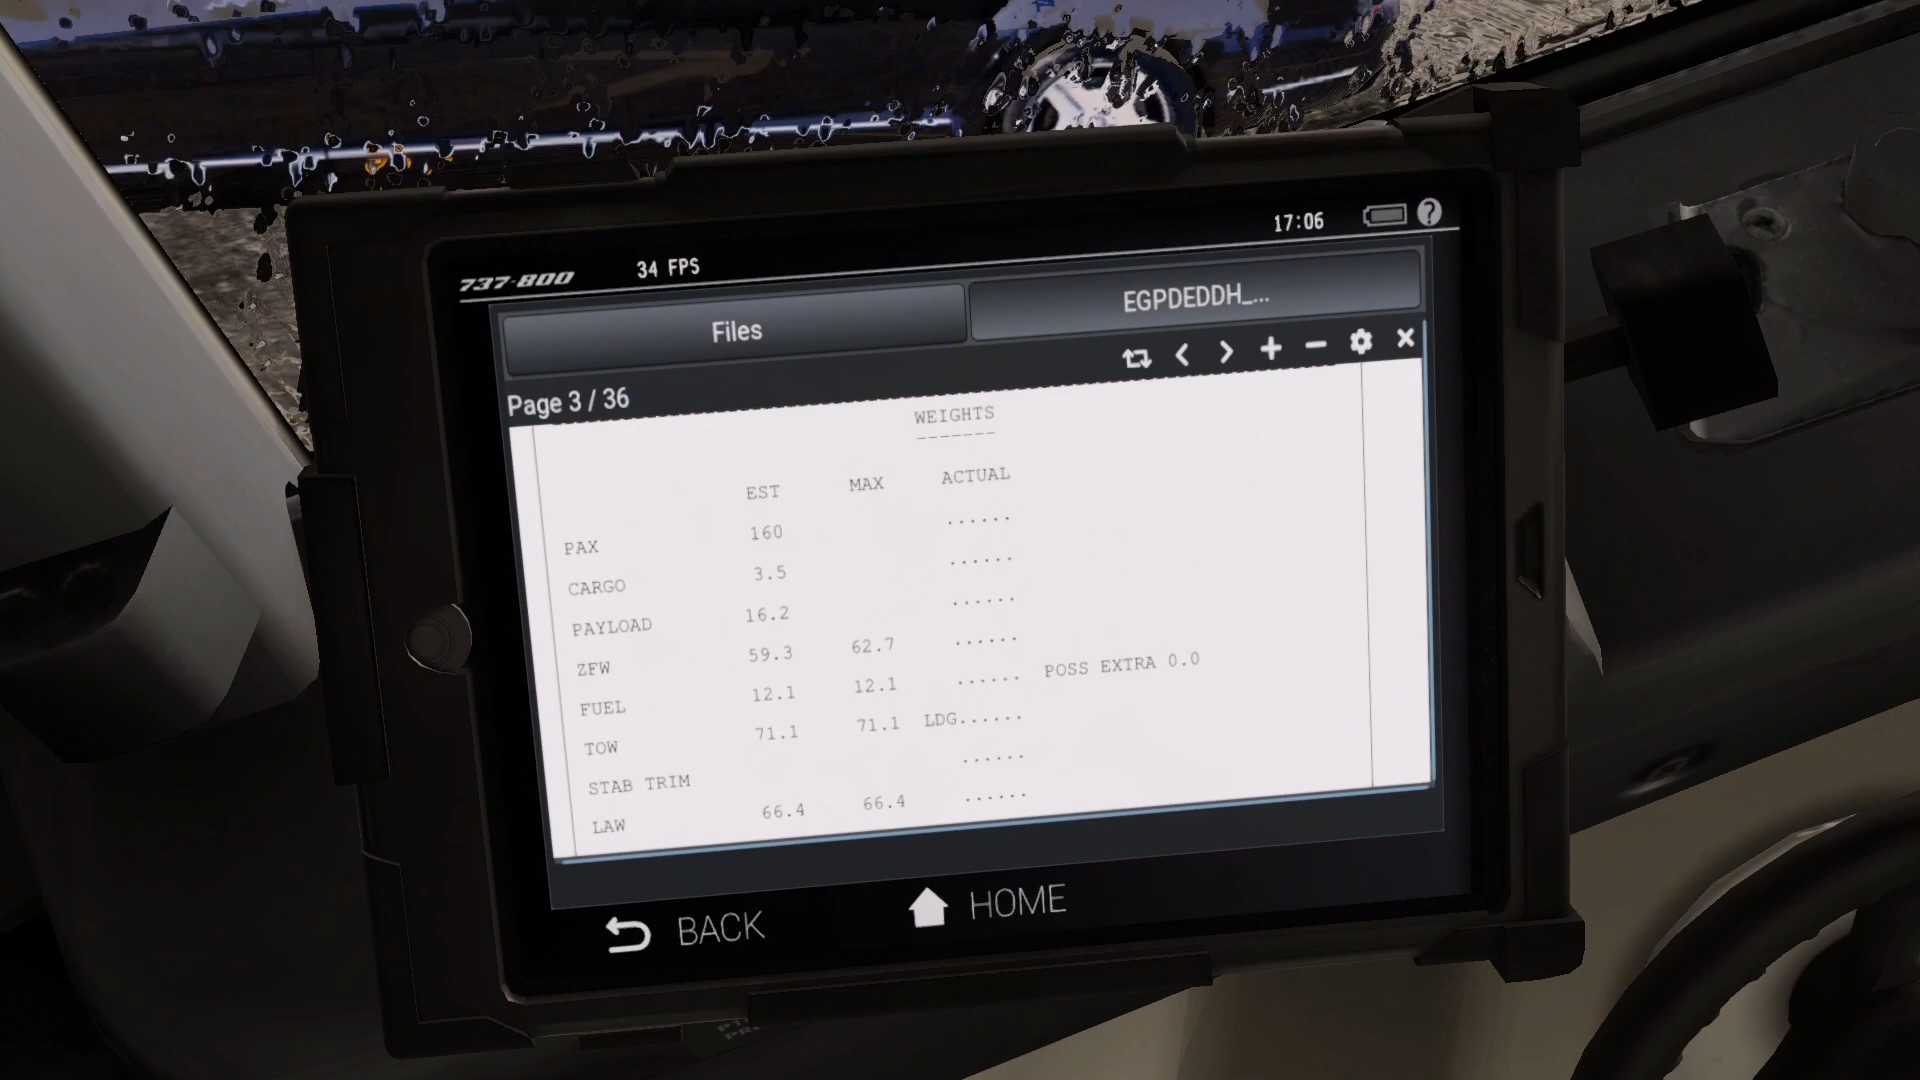 17:06 ?
737-800 34 FPS
Files EGPDEDDH_...
Page 3 / 36
WEIGHTS
-------
EST MAX ACTUAL
PAX 160 ......
CARGO 3.5 ......
PAYLOAD 16.2 ......
ZFW 59.3 62.7 ......
FUEL 12.1 12.1 ...... POSS EXTRA 0.0
TOW 71.1 71.1 LDG......
STAB TRIM ......
LAW 66.4 66.4 ......
BACK HOME